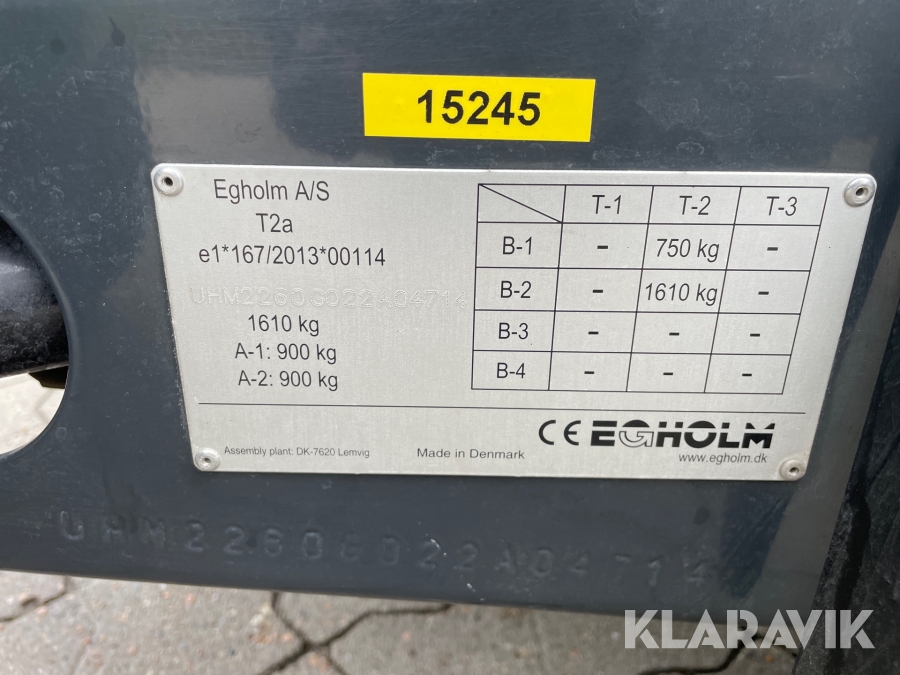 15245
Egholm A/S
T2a
e1*167/2013*00114
UHM2260G022A04714
1610 kg
A-1: 900 kg
A-2: 900 kg
T-1 T-2 T-3
B-1 - 750 kg -
B-2 - 1610 kg -
B-3 - - -
B-4 - - -
CE EGHOLM
www.egholm.dk
Assembly plant: DK-7620 Lemvig
Made in Denmark
UHM2260G022A04714
KLARAVIK